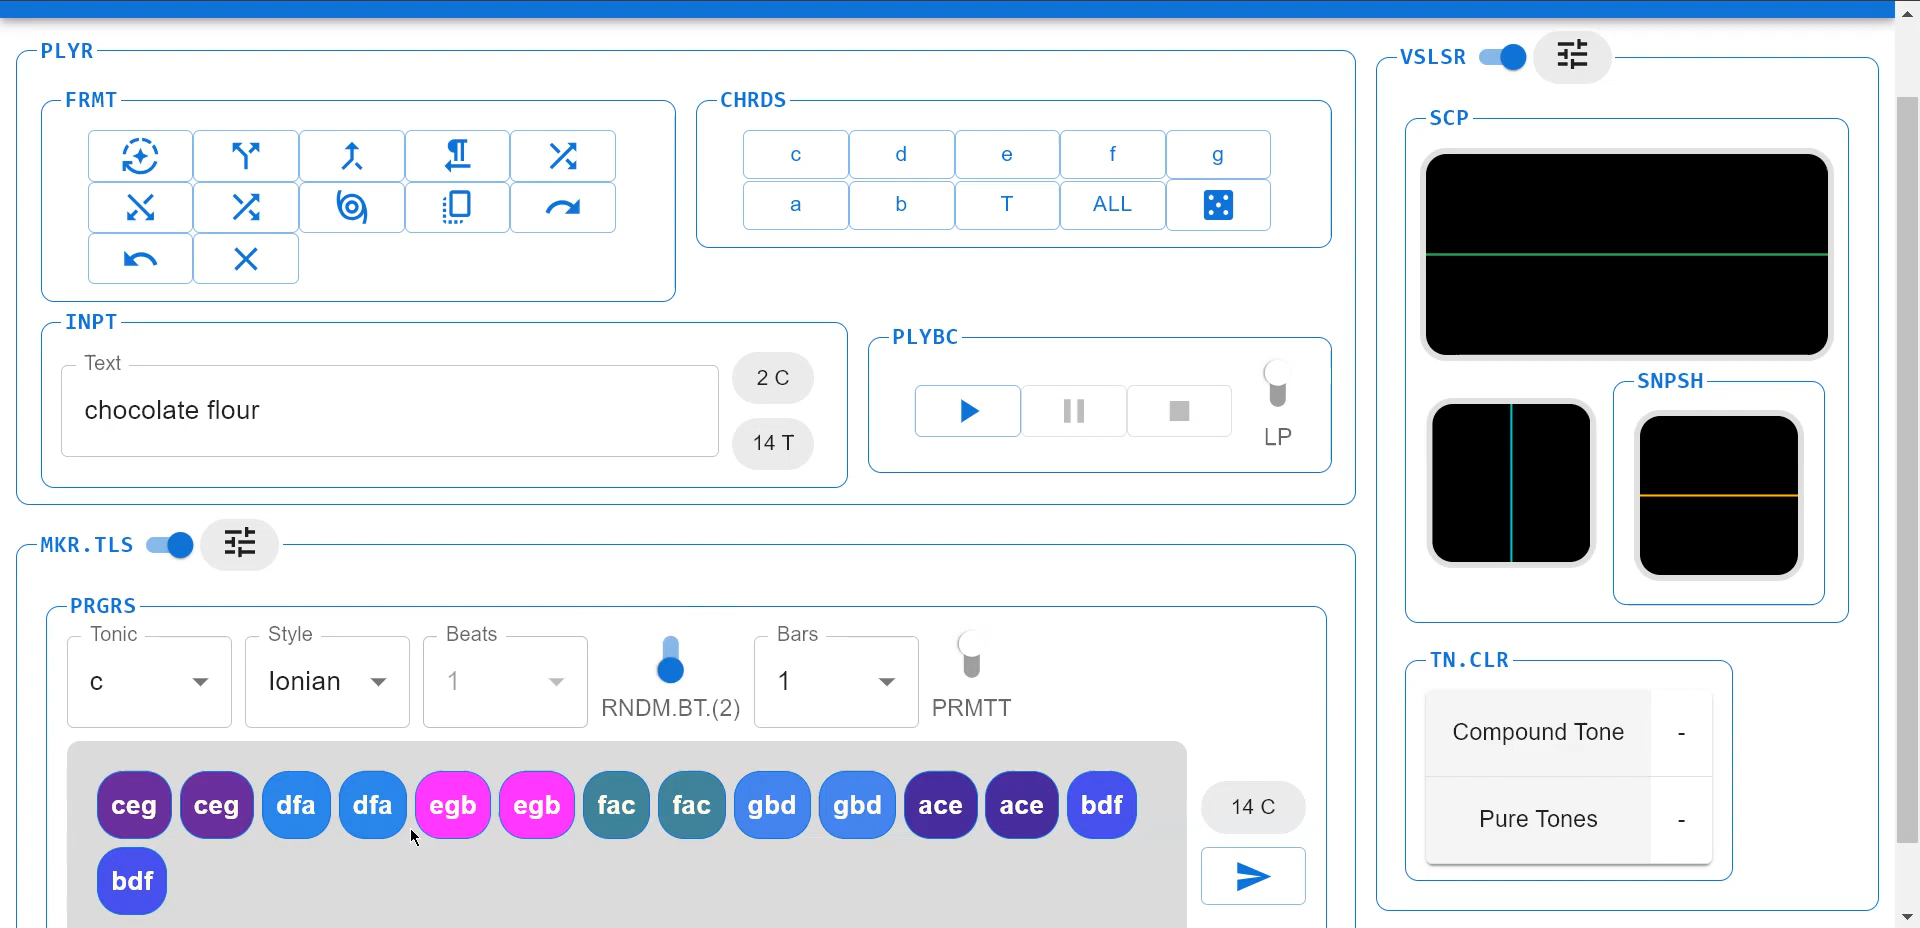 PLYR
FRMT
CHRDS
c d e f g
a b T ALL
INPT
Text
chocolate flour
2 C
14 T
PLYBC
LP
MKR.TLS
PRGRS
Tonic Style Beats Bars
c Ionian 1 1
RNDM.BT.(2) PRMTT
ceg ceg dfa dfa egb egb fac fac gbd gbd ace ace bdf
bdf
14 C
VSLSR
SCP
SNPSH
TN.CLR
Compound Tone -
Pure Tones -